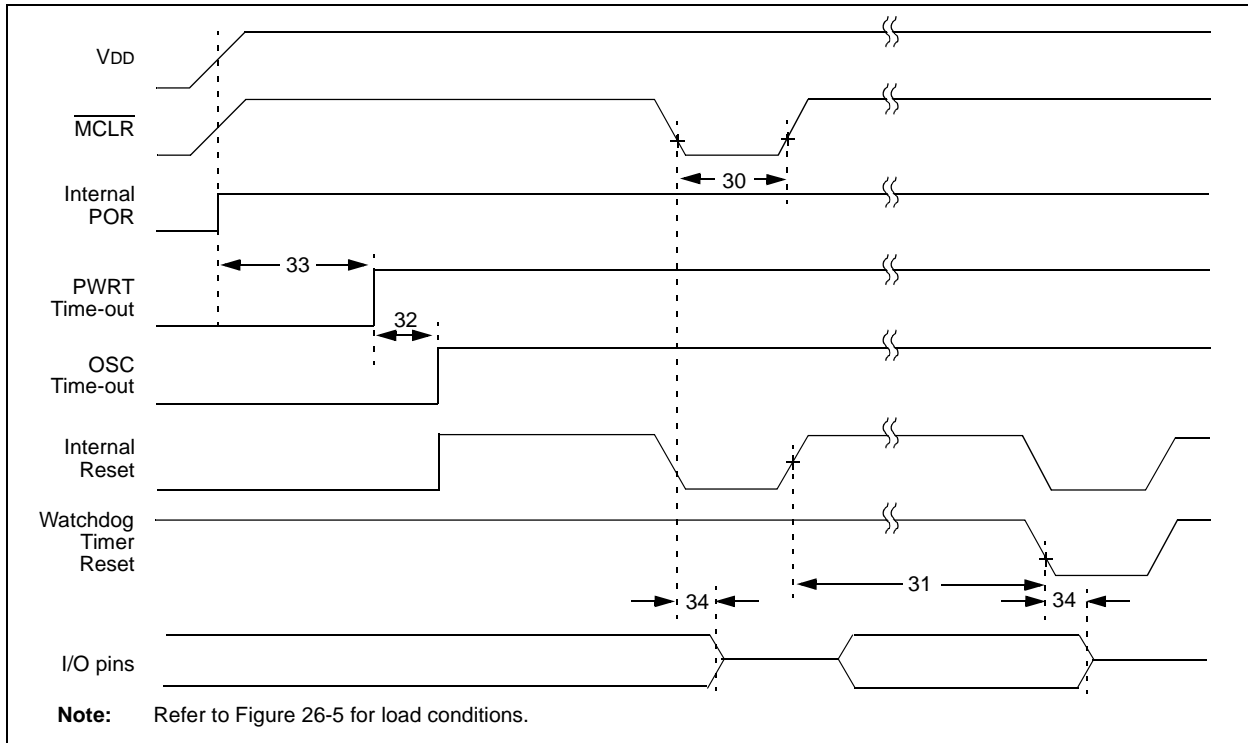 VDD
MCLR
30
Internal
POR
33
PWRT
Time-out
32
OSC
Time-out
Internal
Reset
Watchdog
Timer
Reset
31
34
34
I/O pins
Note: Refer to Figure 26-5 for load conditions.